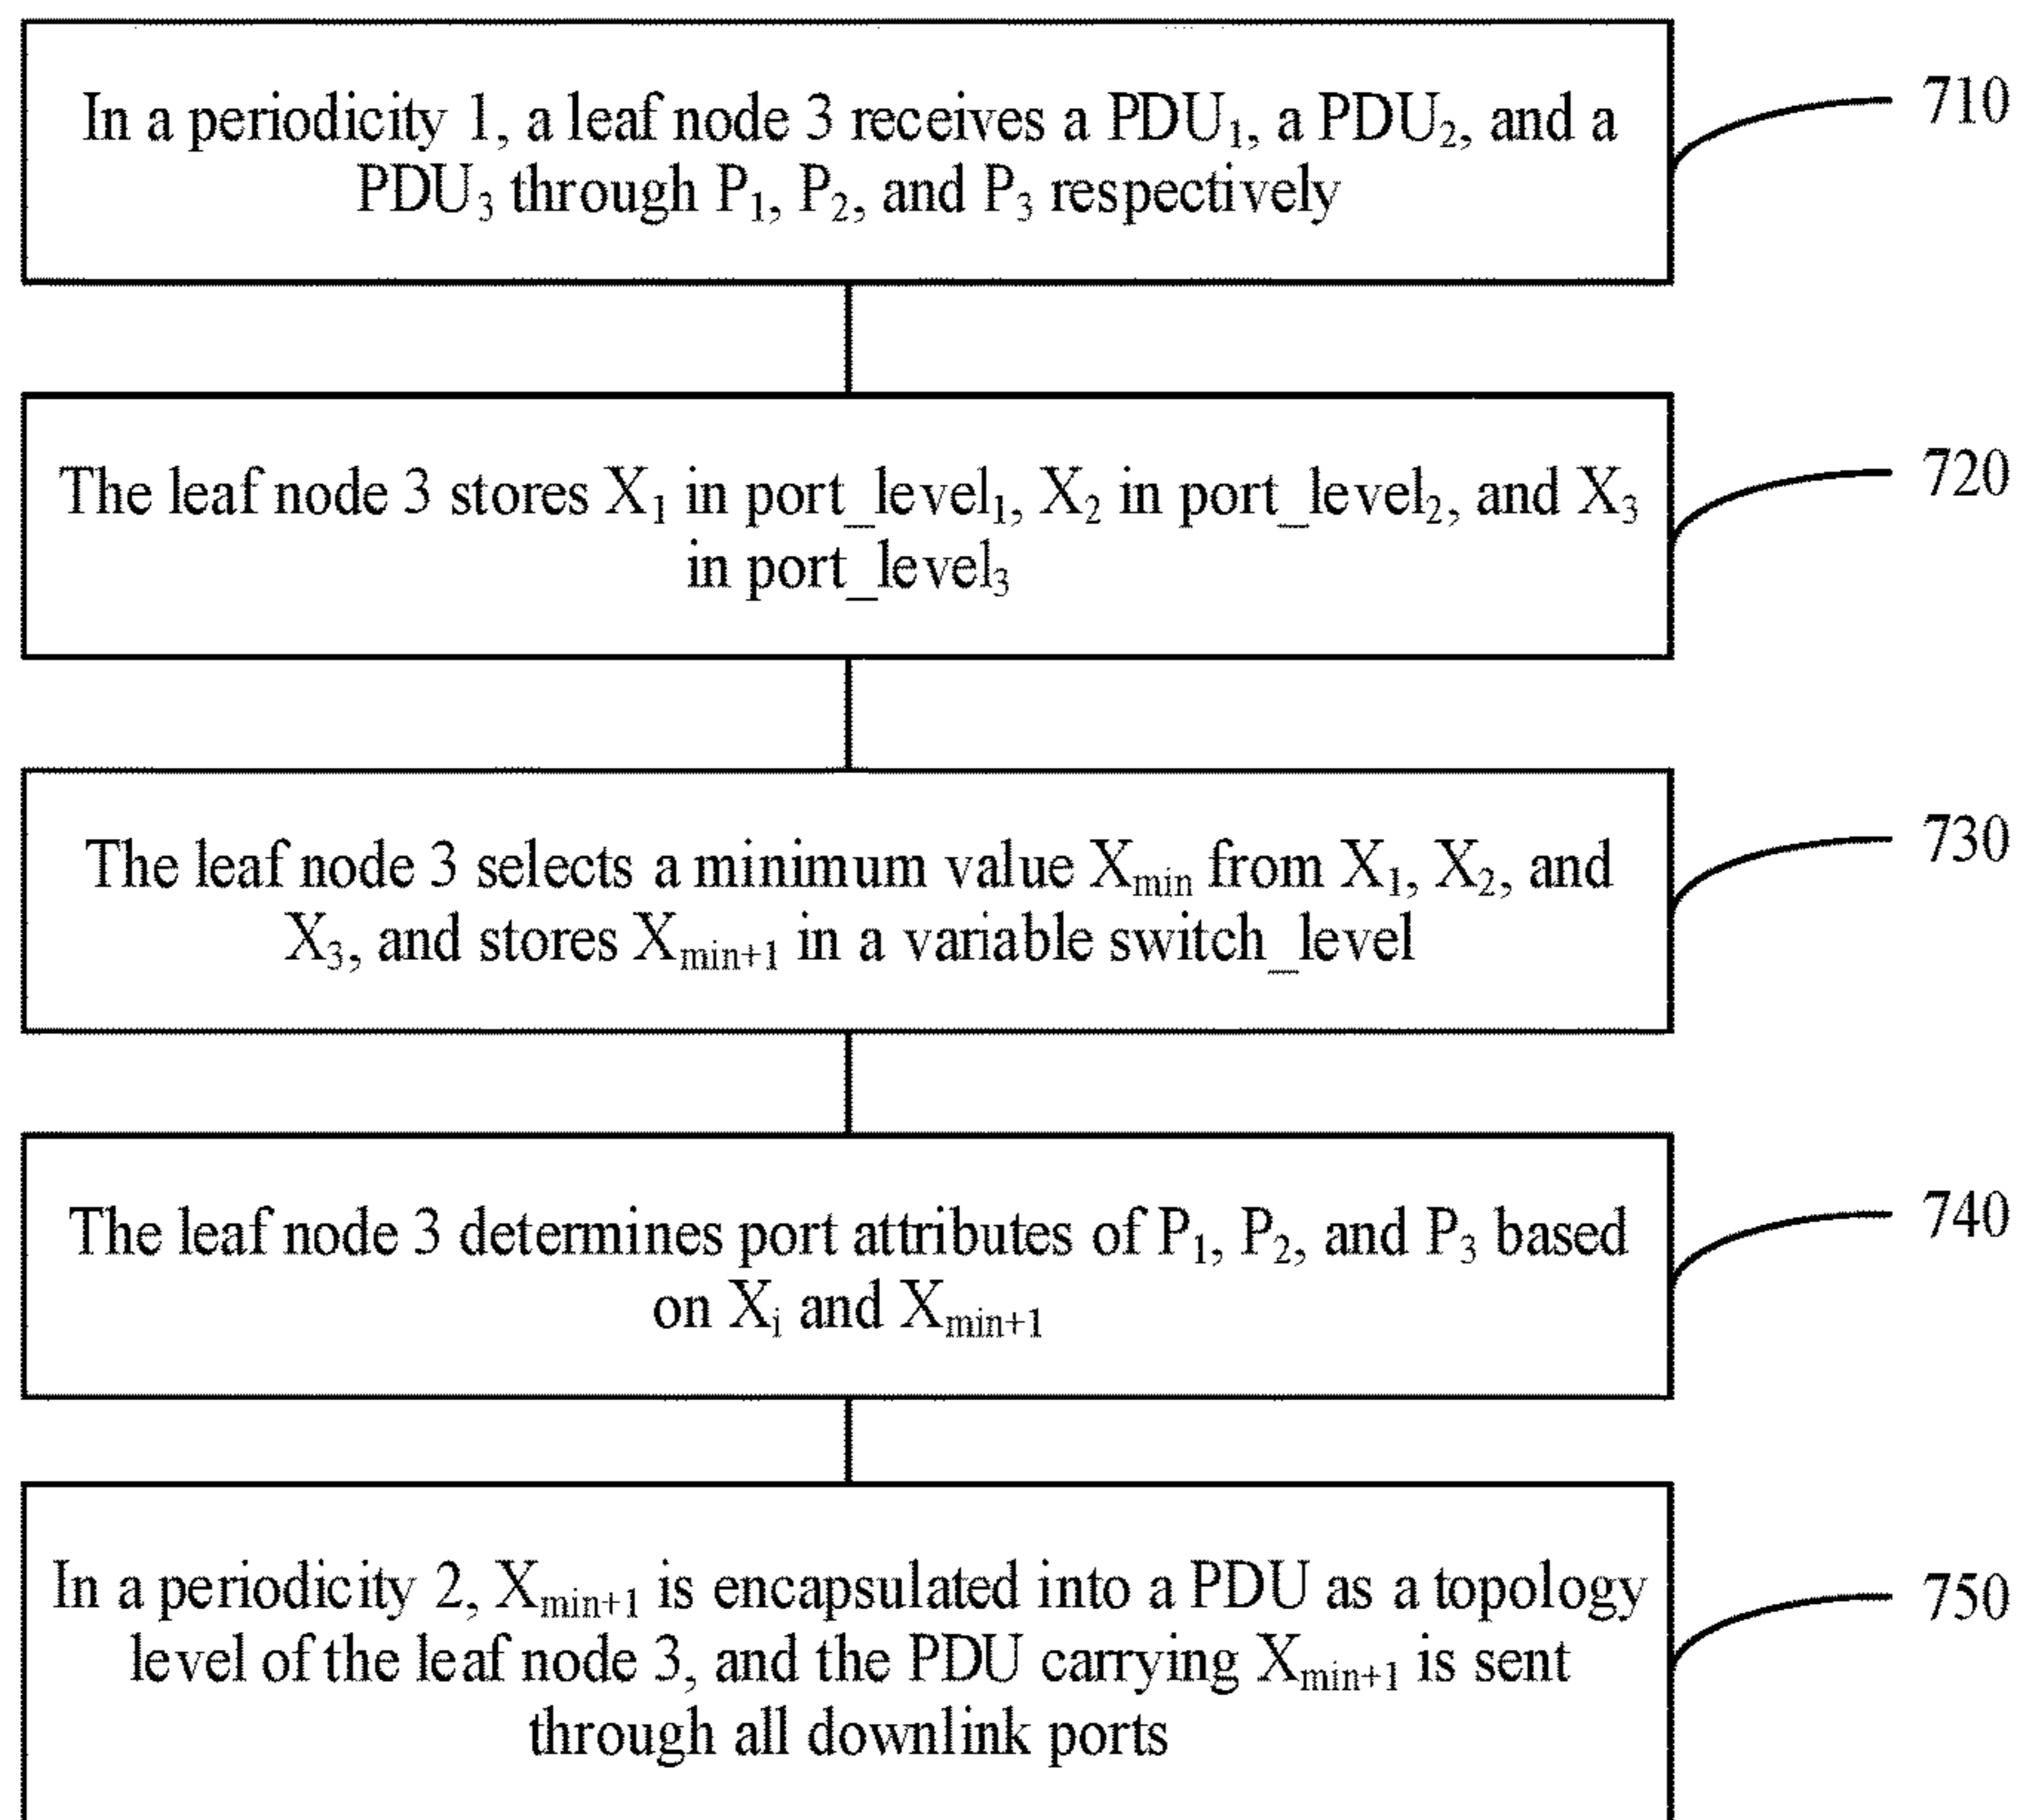 In a periodicity 1, a leaf node 3 receives a PDU₁, a PDU₂, and a
PDU₃ through P₁, P₂, and P₃ respectively
710
The leaf node 3 stores X₁ in port_level₁, X₂ in port_level₂, and X₃
in port_level₃
720
The leaf node 3 selects a minimum value Xₘᵢₙ from X₁, X₂, and
X₃, and stores Xₘᵢₙ₊₁ in a variable switch_level
730
The leaf node 3 determines port attributes of P₁, P₂, and P₃ based
on Xᵢ and Xₘᵢₙ₊₁
740
In a periodicity 2, Xₘᵢₙ₊₁ is encapsulated into a PDU as a topology
level of the leaf node 3, and the PDU carrying Xₘᵢₙ₊₁ is sent
through all downlink ports
750